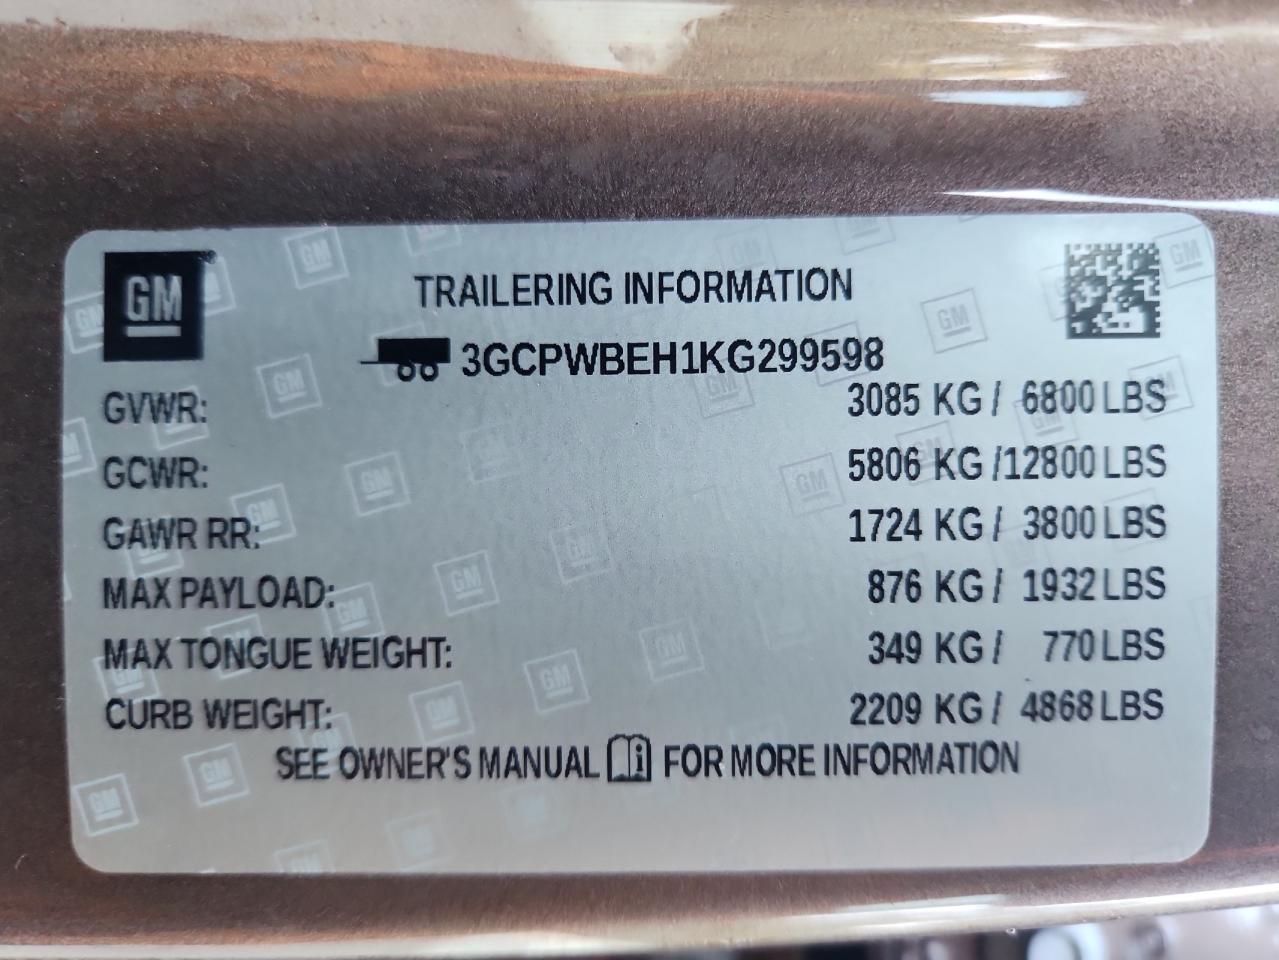 GM
TRAILERING INFORMATION
3GCPWBEH1KG299598
GVWR: 3085 KG / 6800 LBS
GCWR: 5806 KG /12800 LBS
GAWR RR: 1724 KG / 3800 LBS
MAX PAYLOAD: 876 KG / 1932 LBS
MAX TONGUE WEIGHT: 349 KG / 770 LBS
CURB WEIGHT: 2209 KG / 4868 LBS
SEE OWNER'S MANUAL i FOR MORE INFORMATION